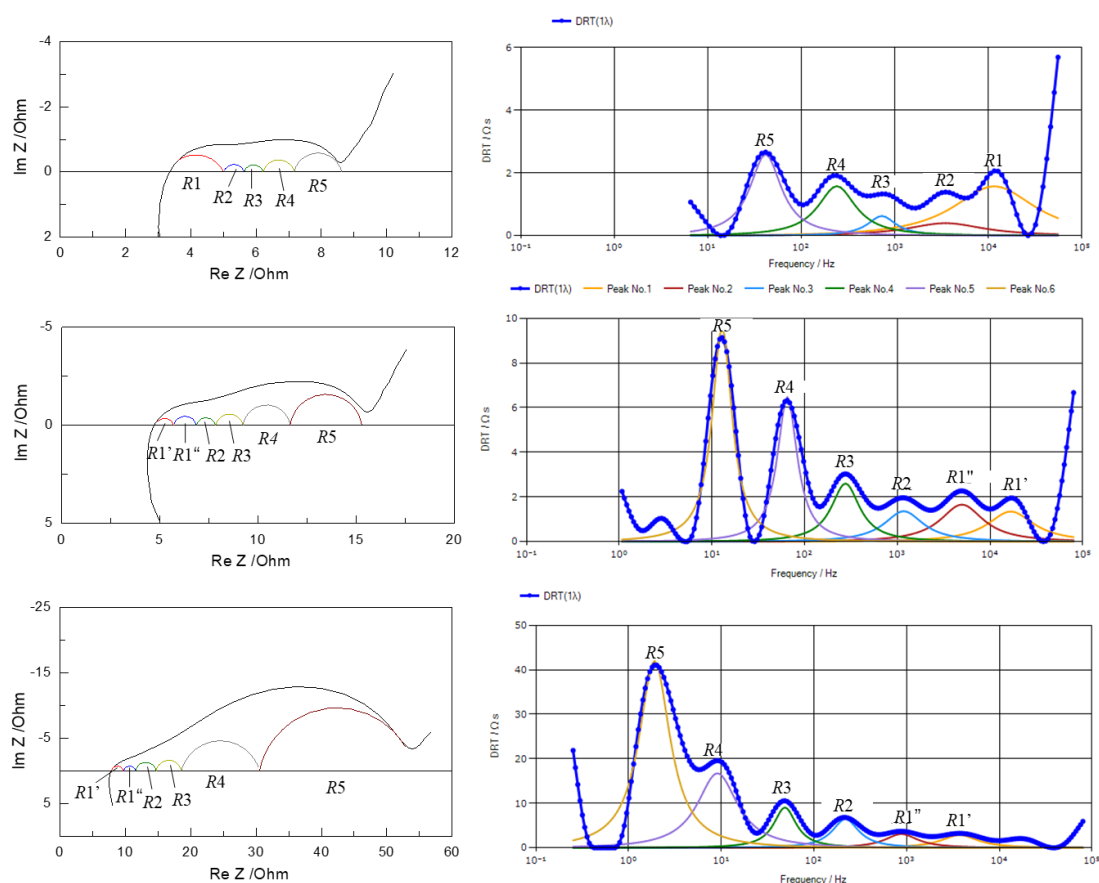 -4
-2
0
2
Im Z /Ohm
R1
R2
R3
R4
R5
0
2
4
6
8
10
12
Re Z /Ohm
DRT(1λ)
6
4
2
0
DRT / Ω s
R5
R4
R3
R2
R1
10⁻¹
10⁰
10¹
10²
10³
10⁴
10⁵
Frequency / Hz
-5
0
5
Im Z /Ohm
R1'
R1“
R2
R3
R4
R5
5
10
15
20
Re Z /Ohm
DRT(1λ) Peak No.1 Peak No.2 Peak No.3 Peak No.4 Peak No.5 Peak No.6
10
8
6
4
2
0
DRT / Ω s
R5
R4
R3
R2
R1"
R1'
10⁻¹
10⁰
10¹
10²
10³
10⁴
10⁵
Frequency / Hz
-25
-15
-5
5
Im Z /Ohm
R1'
R1“
R2
R3
R4
R5
0
10
20
30
40
50
60
Re Z /Ohm
DRT(1λ)
50
40
30
20
10
0
DRT / Ω s
R5
R4
R3
R2
R1"
R1'
10⁻¹
10⁰
10¹
10²
10³
10⁴
10⁵
Frequency / Hz